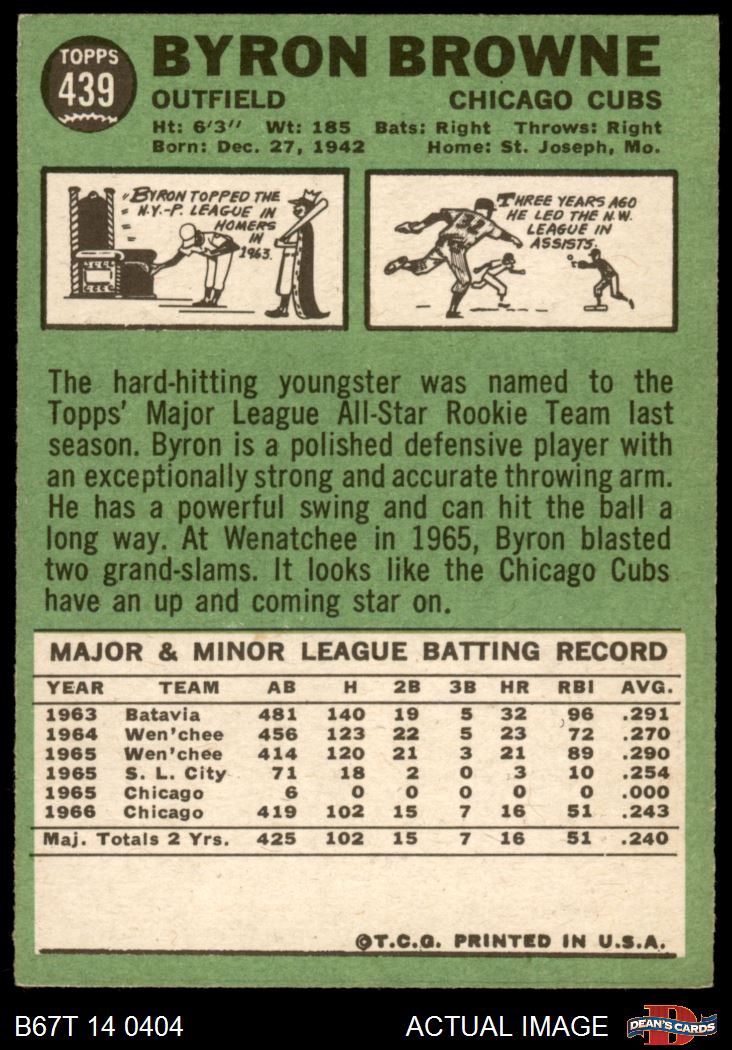 TOPPS
439
BYRON BROWNE
OUTFIELD CHICAGO CUBS
Ht: 6'3" Wt: 185 Bats: Right Throws: Right
Born: Dec. 27, 1942 Home: St. Joseph, Mo.
BYRON TOPPED THE
N.Y.-P. LEAGUE IN
HOMERS
IN
1963.
THREE YEARS AGO
HE LED THE N.W.
LEAGUE IN
ASSISTS.
The hard-hitting youngster was named to the
Topps' Major League All-Star Rookie Team last
season. Byron is a polished defensive player with
an exceptionally strong and accurate throwing arm.
He has a powerful swing and can hit the ball a
long way. At Wenatchee in 1965, Byron blasted
two grand-slams. It looks like the Chicago Cubs
have an up and coming star on.
MAJOR & MINOR LEAGUE BATTING RECORD
YEAR TEAM AB H 2B 3B HR RBI AVG.
1963 Batavia 481 140 19 5 32 96 .291
1964 Wen'chee 456 123 22 5 23 72 .270
1965 Wen'chee 414 120 21 3 21 89 .290
1965 S. L. City 71 18 2 0 3 10 .254
1965 Chicago 6 0 0 0 0 0 .000
1966 Chicago 419 102 15 7 16 51 .243
Maj. Totals 2 Yrs. 425 102 15 7 16 51 .240
©T.C.G. PRINTED IN U.S.A.
B67T 14 0404 ACTUAL IMAGE
DEAN'S CARDS